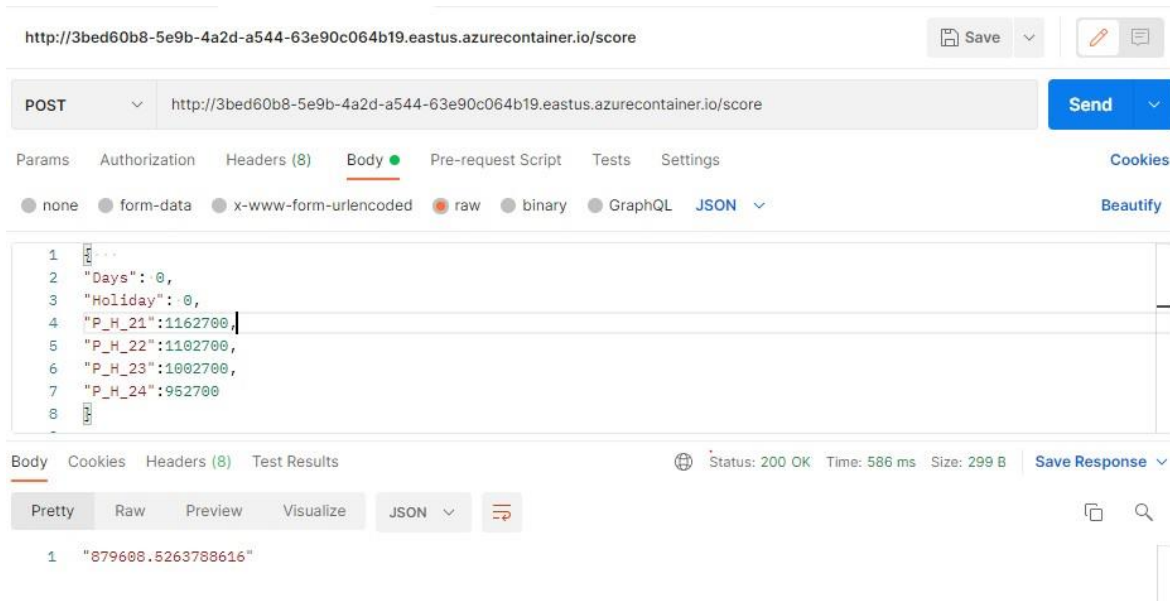 http://3bed60b8-5e9b-4a2d-a544-63e90c064b19.eastus.azurecontainer.io/score Save
POST http://3bed60b8-5e9b-4a2d-a544-63e90c064b19.eastus.azurecontainer.io/score Send
Params Authorization Headers (8) Body Pre-request Script Tests Settings Cookies
none form-data x-www-form-urlencoded raw binary GraphQL JSON Beautify
1 {
2 "Days": 0,
3 "Holiday": 0,
4 "P_H_21":1162700,
5 "P_H_22":1102700,
6 "P_H_23":1002700,
7 "P_H_24":952700
8 }
Body Cookies Headers (8) Test Results Status: 200 OK Time: 586 ms Size: 299 B Save Response
Pretty Raw Preview Visualize JSON
1 "879608.5263788616"